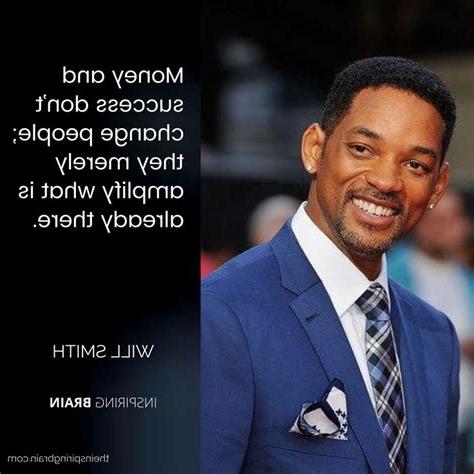 Money and
success don't
change people;
they merely
amplify what is
already there.
WILL SMITH
INSPIRING BRAIN
theinspiringbrain.com